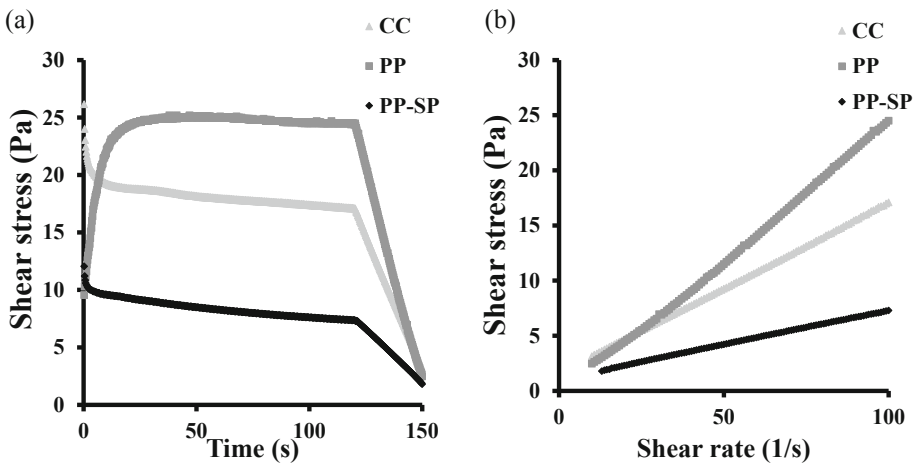 (a)
CC
PP
PP-SP
30
25
20
15
10
5
0
0 50 100 150
Shear stress (Pa)
Time (s)
(b)
CC
PP
PP-SP
30
25
20
15
10
5
0
0 50 100
Shear stress (Pa)
Shear rate (1/s)